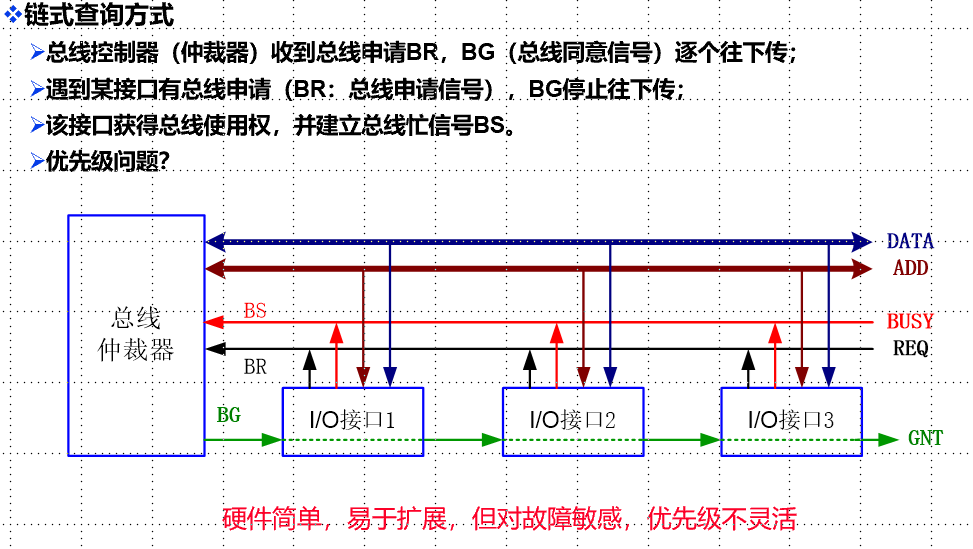 ❖链式查询方式
➢总线控制器（仲裁器）收到总线申请BR，BG（总线同意信号）逐个往下传；
➢遇到某接口有总线申请（BR：总线申请信号），BG停止往下传；
➢该接口获得总线使用权，并建立总线忙信号BS。
➢优先级问题？
DATA
ADD
BS
BUSY
总线
仲裁器
REQ
BR
BG
I/O接口1
I/O接口2
I/O接口3
GNT
硬件简单，易于扩展，但对故障敏感，优先级不灵活